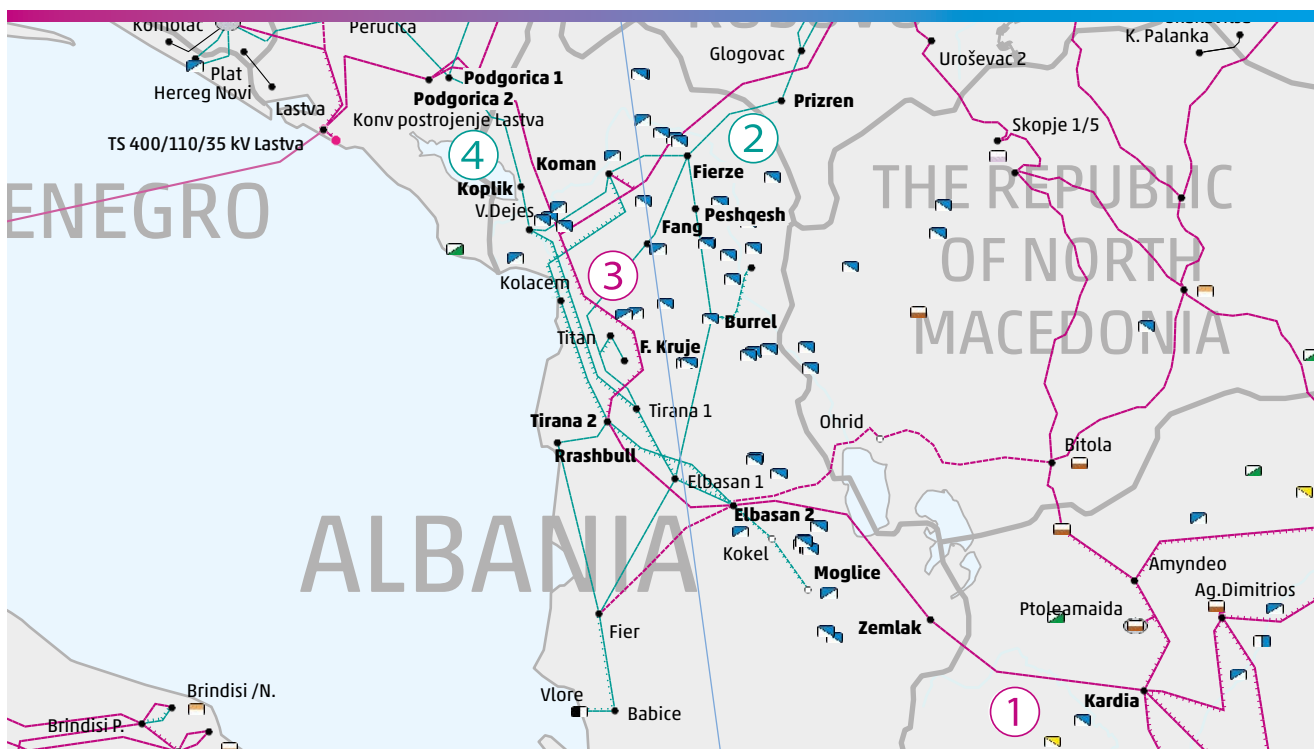 Komolac
Perućica
Glogovac
Uroševac 2
K. Palanka
Plat
Herceg Novi
Lastva
Podgorica 1
Podgorica 2
Konv postrojenje Lastva
TS 400/110/35 kV Lastva
Prizren
Skopje 1/5
2
4
Koman
Fierze
Koplik
V.Dejes
Peshqesh
Fang
ENEGRO
THE REPUBLIC
OF NORTH
MACEDONIA
3
Kolacem
Burrel
Titan
F. Kruje
Tirana 1
Tirana 2
Rrashbull
Ohrid
Bitola
Elbasan 1
Elbasan 2
ALBANIA
Kokel
Moglice
Amyndeo
Ag.Dimitrios
Ptoleamaida
Zemlak
Fier
Vlore
Babice
Kardia
1
Brindisi /N.
Brindisi P.